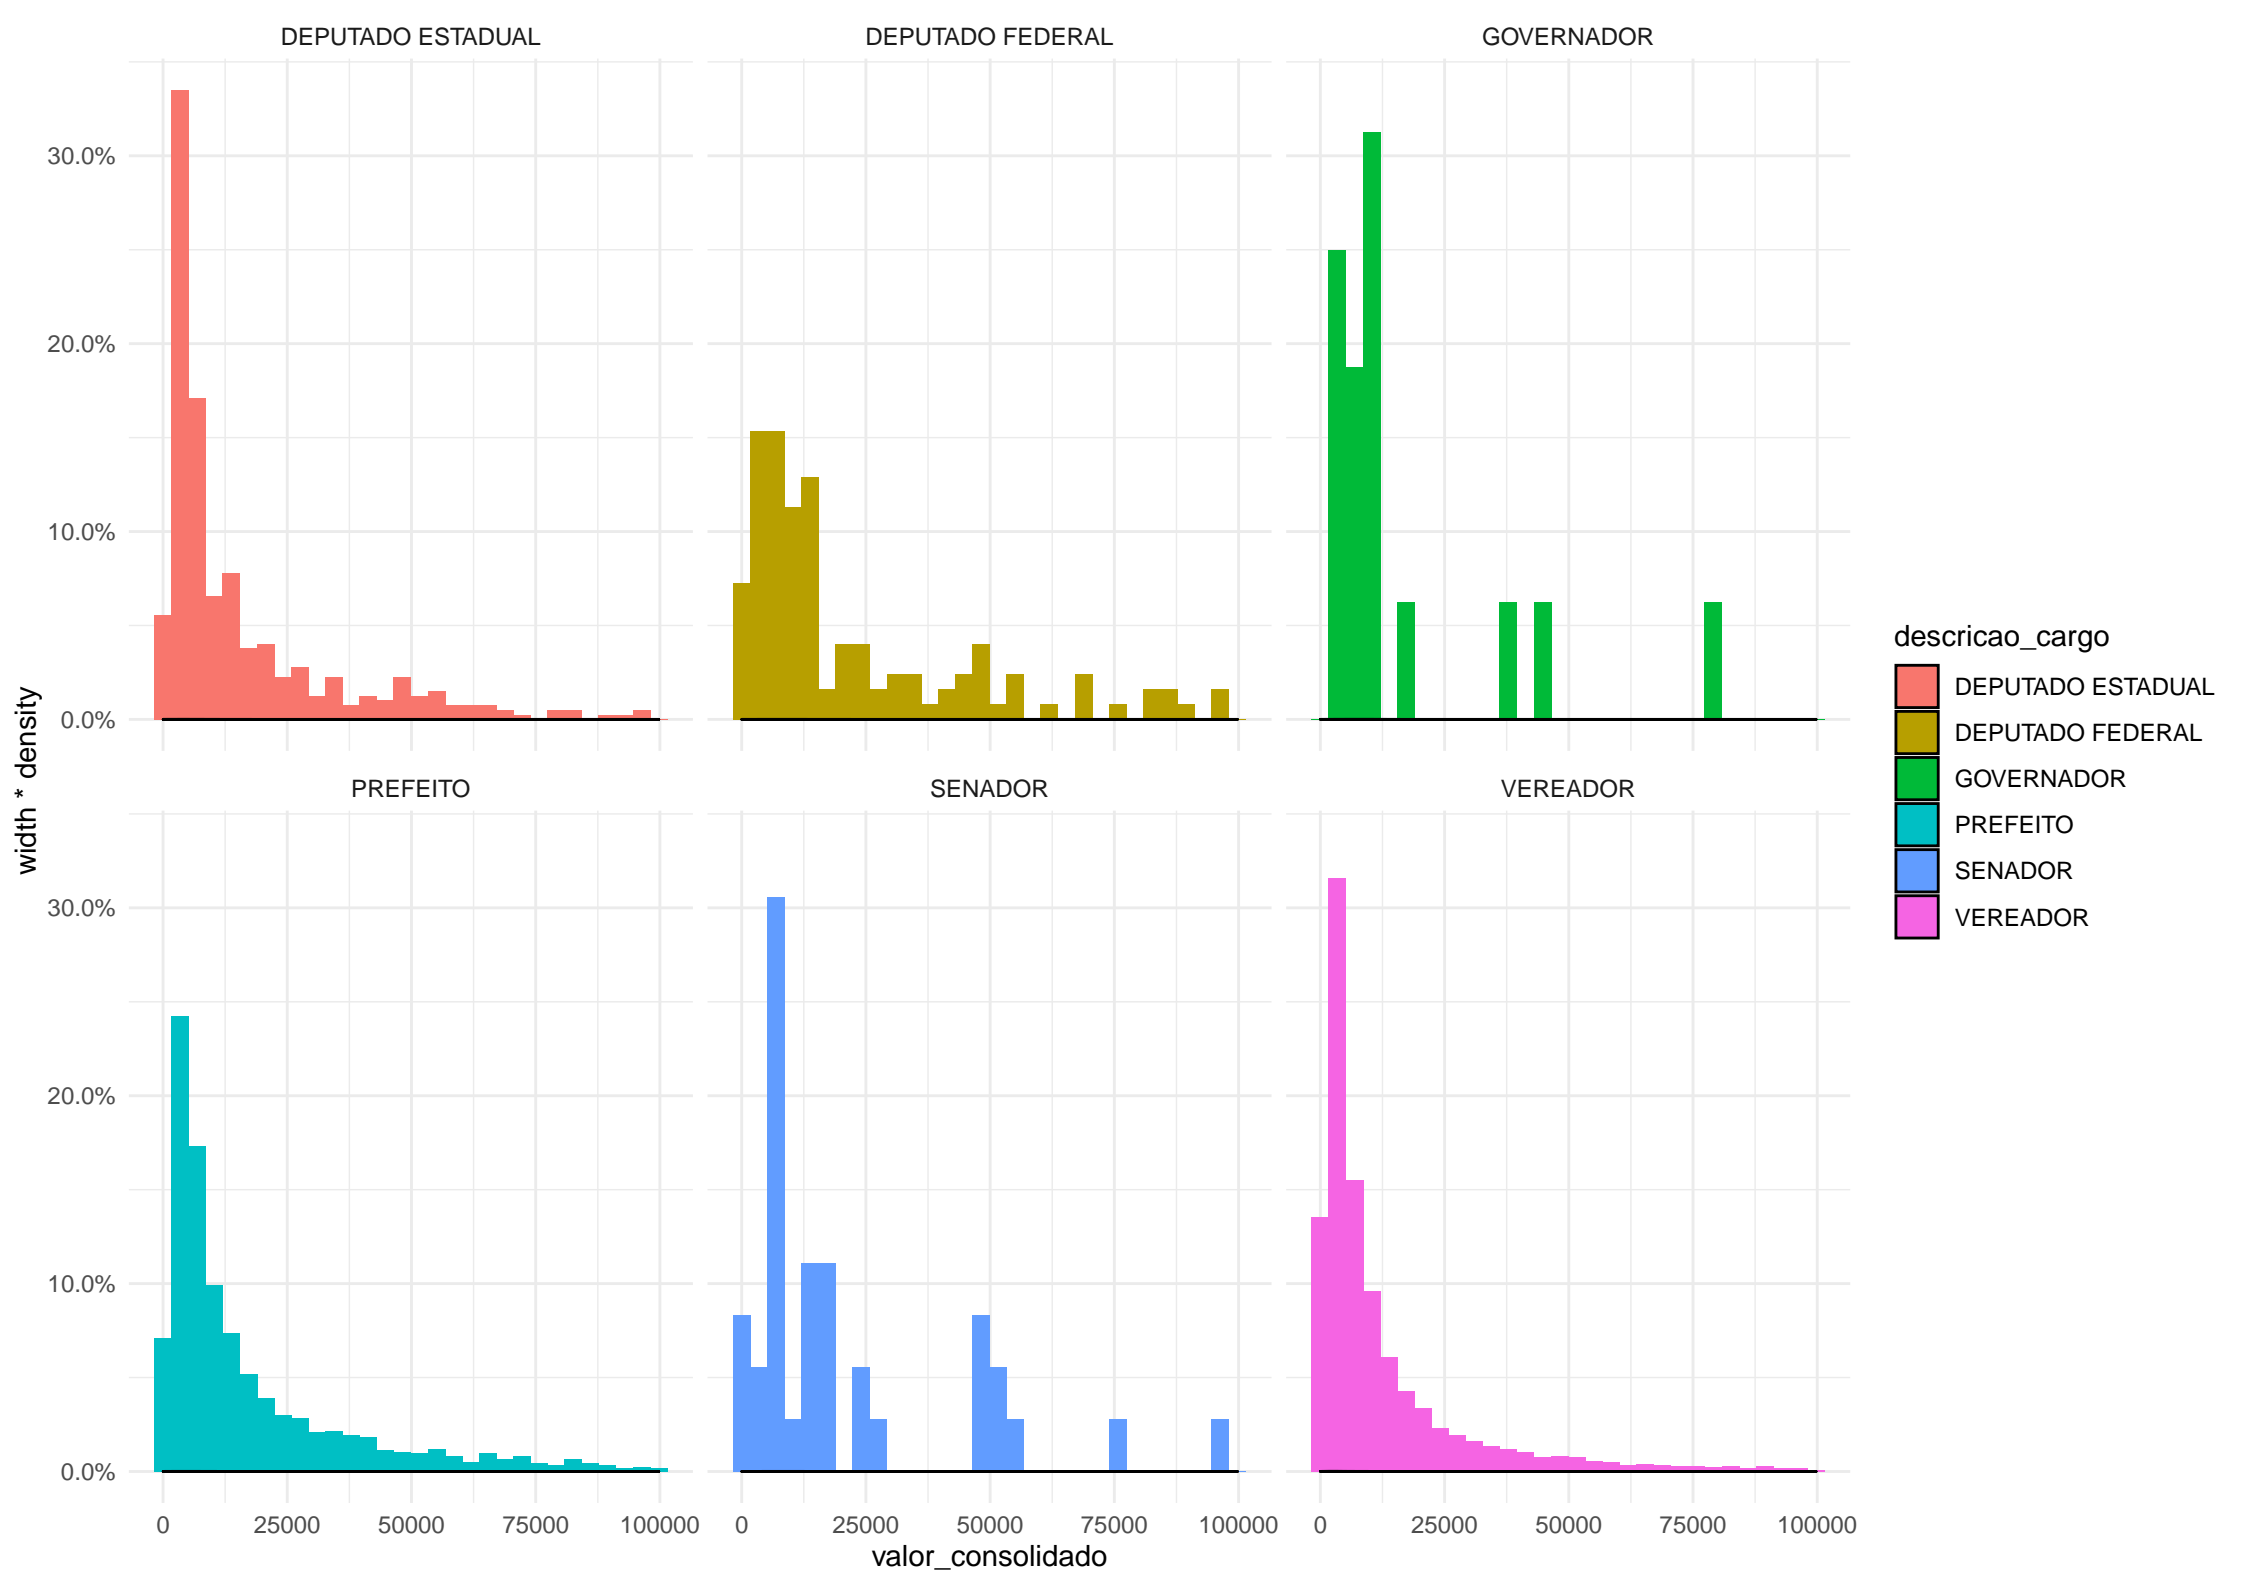 DEPUTADO ESTADUAL
DEPUTADO FEDERAL
GOVERNADOR
30.0%
20.0%
10.0%
0.0%
width * density
PREFEITO
SENADOR
VEREADOR
30.0%
20.0%
10.0%
0.0%
0 25000 50000 75000 100000
0 25000 50000 75000 100000
0 25000 50000 75000 100000
valor_consolidado
descricao_cargo
DEPUTADO ESTADUAL
DEPUTADO FEDERAL
GOVERNADOR
PREFEITO
SENADOR
VEREADOR